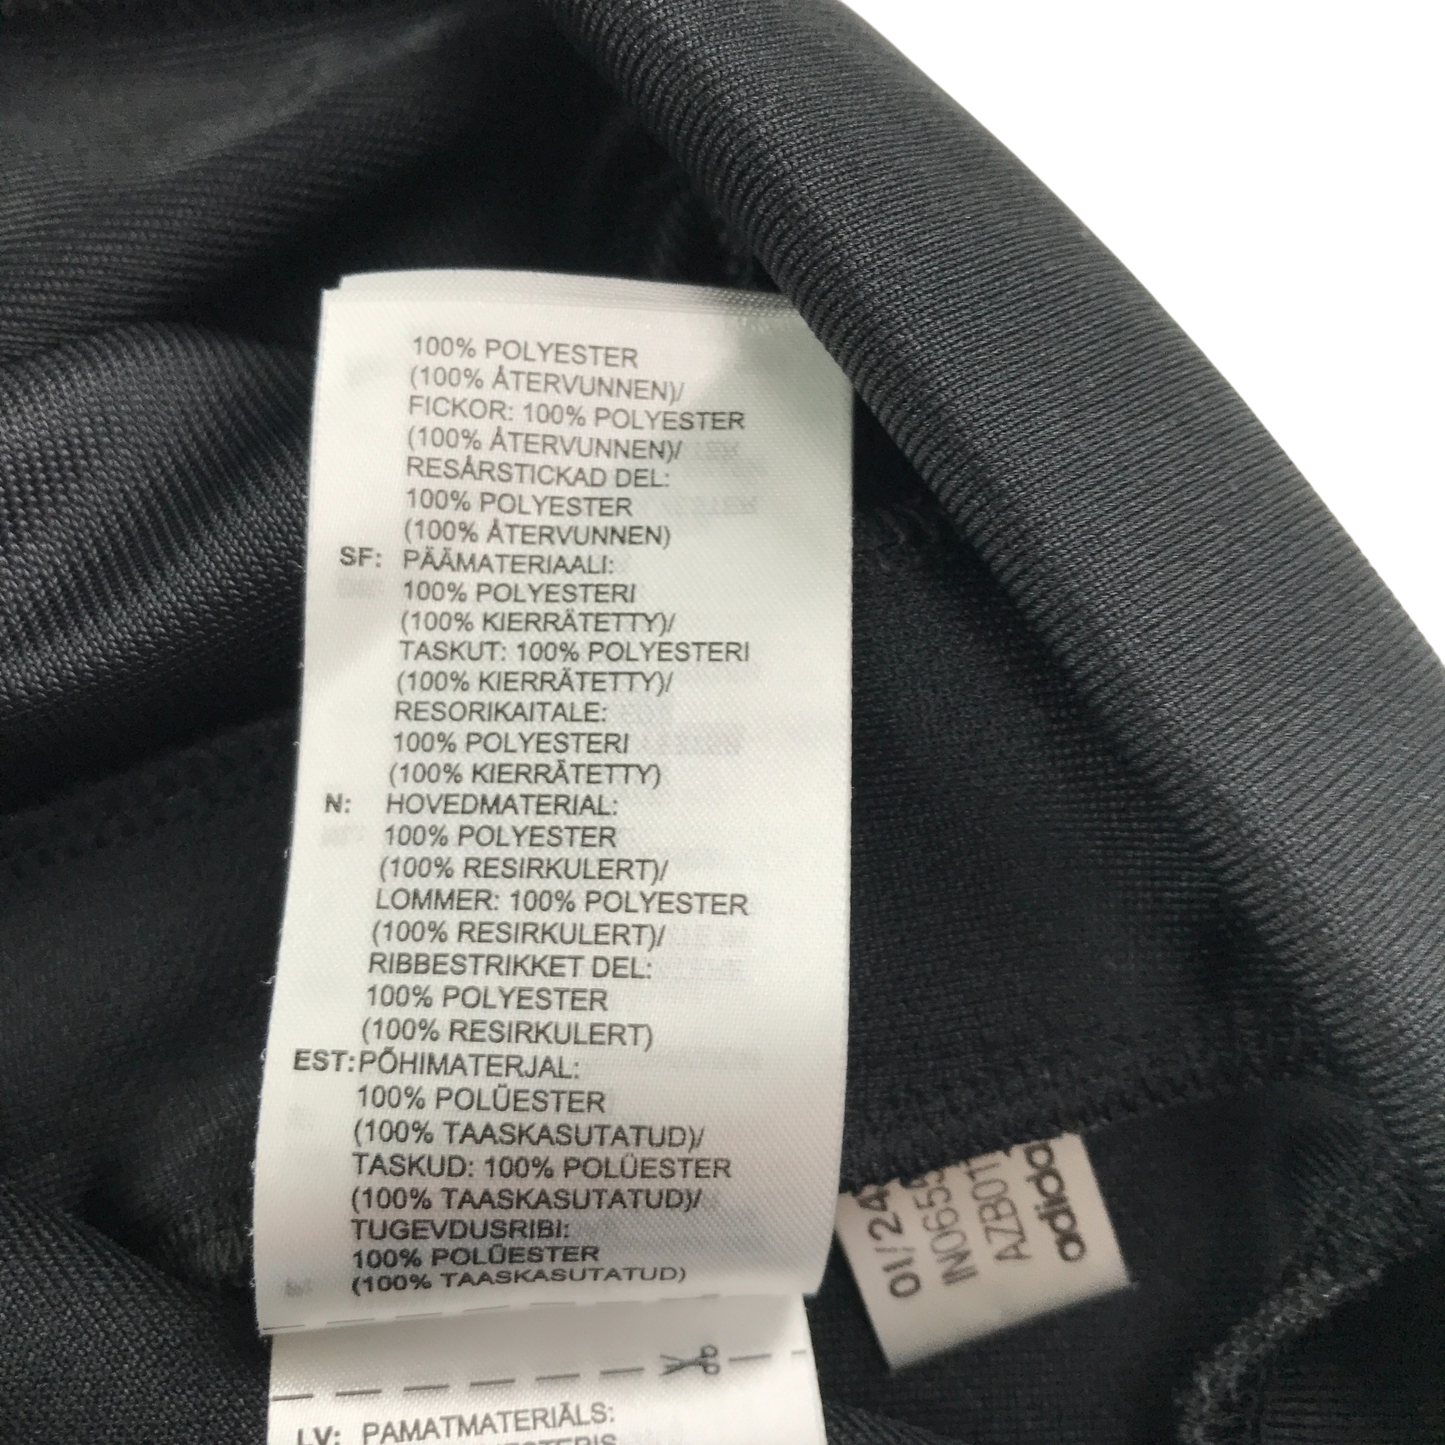 100% POLYESTER
(100% ÅTERVUNNEN)/
FICKOR: 100% POLYESTER
(100% ÅTERVUNNEN)/
RESÅRSTICKAD DEL:
100% POLYESTER
(100% ÅTERVUNNEN)
SF: PÄÄMATERIAALI:
100% POLYESTERI
(100% KIERRÄTETTY)/
TASKUT: 100% POLYESTERI
(100% KIERRÄTETTY)/
RESORIKAITALE:
100% POLYESTERI
(100% KIERRÄTETTY)
N: HOVEDMATERIAL:
100% POLYESTER
(100% RESIRKULERT)/
LOMMER: 100% POLYESTER
(100% RESIRKULERT)/
RIBBESTRIKKET DEL:
100% POLYESTER
(100% RESIRKULERT)
EST: PÕHIMATERJAL:
100% POLÜESTER
(100% TAASKASUTATUD)/
TASKUD: 100% POLÜESTER
(100% TAASKASUTATUD)/
TUGEVDUSRIBI:
100% POLÜESTER
(100% TAASKASUTATUD)
LV: PAMATMATERIĀLS:
01/24